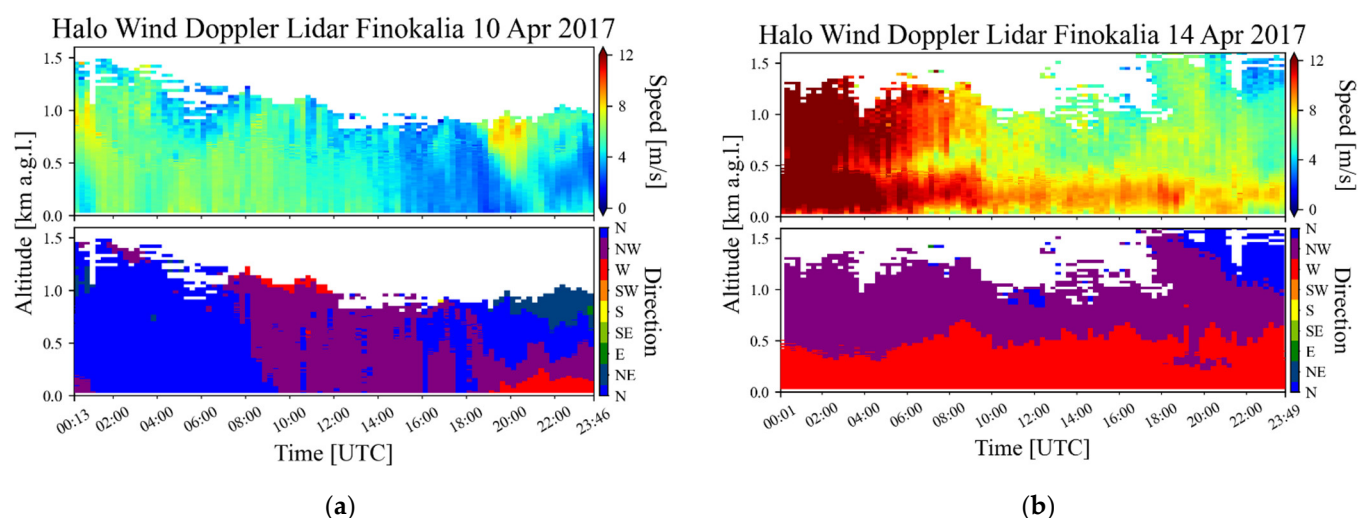 Halo Wind Doppler Lidar Finokalia 10 Apr 2017
1.5
1.0
0.5
0.0
12
8
4
0
Speed [m/s]
Altitude [km a.g.l.]
1.5
1.0
0.5
0.0
N
NW
W
SW
S
SE
E
NE
N
Direction
00:13
02:00
04:00
06:00
08:00
10:00
12:00
14:00
16:00
18:00
20:00
22:00
23:46
Time [UTC]
(a)
Halo Wind Doppler Lidar Finokalia 14 Apr 2017
1.5
1.0
0.5
0.0
12
8
4
0
Speed [m/s]
Altitude [km a.g.l.]
1.5
1.0
0.5
0.0
N
NW
W
SW
S
SE
E
NE
N
Direction
00:01
02:00
04:00
06:00
08:00
10:00
12:00
14:00
16:00
18:00
20:00
22:00
23:49
Time [UTC]
(b)